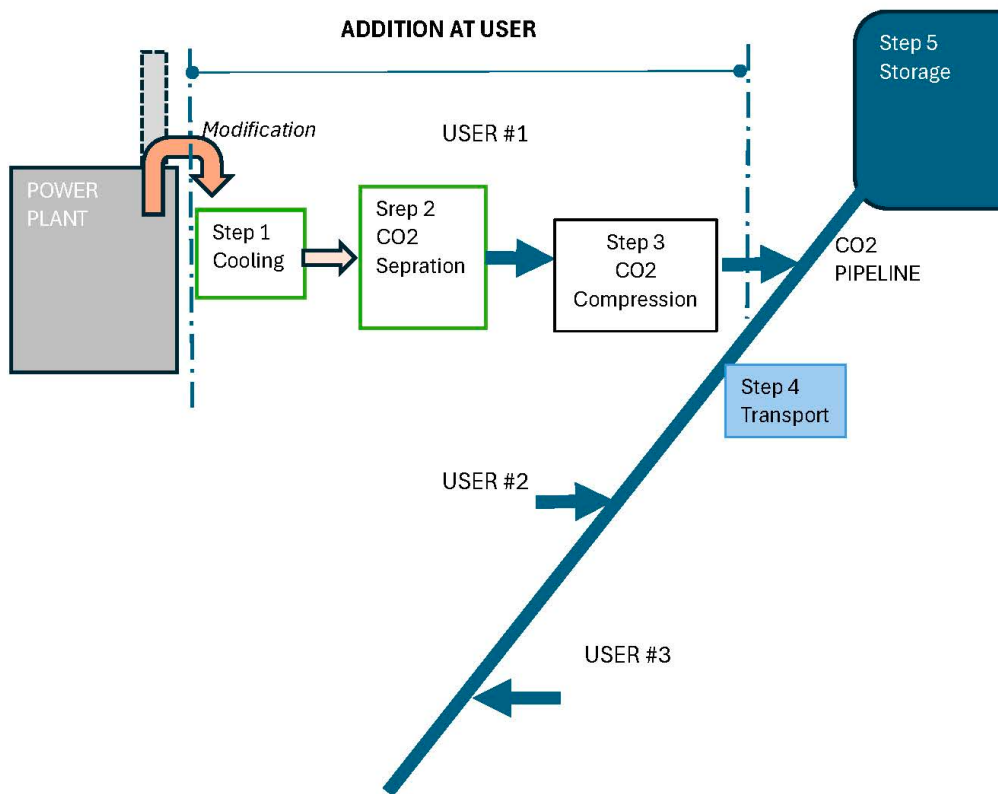 ADDITION AT USER
Step 5
Storage
Modification
USER #1
POWER
PLANT
Step 1
Cooling
Srep 2
CO2
Sepration
Step 3
CO2
Compression
CO2
PIPELINE
Step 4
Transport
USER #2
USER #3